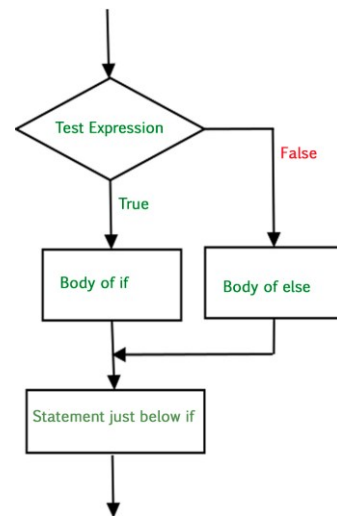 Test Expression
False
True
Body of if
Body of else
Statement just below if